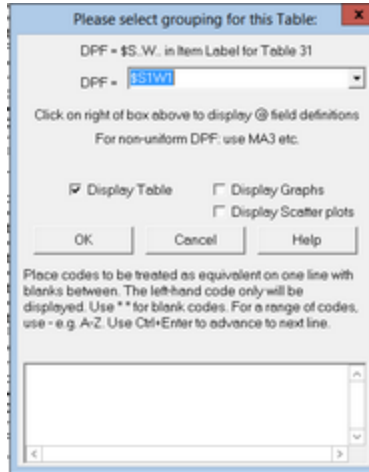 Please select grouping for this Table:
x
DPF = $S..W.. in Item Label for Table 31
DPF = $S1W1
Click on right of box above to display @ field definitions
For non-uniform DPF: use MA3 etc.
Display Table
Display Graphs
Display Scatter plots
OK
Cancel
Help
Place codes to be treated as equivalent on one line with
blanks between. The left-hand code only will be
displayed. Use " " for blank codes. For a range of codes,
use - e.g. A-Z. Use Ctrl+Enter to advance to next line.